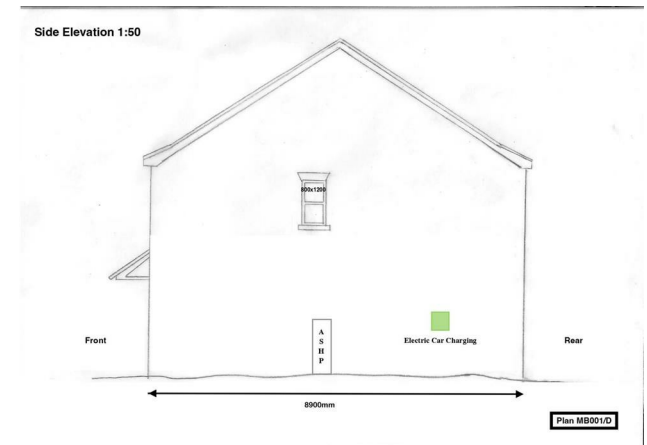 Side Elevation 1:50
800x1200
A
S
H
P
Electric Car Charging
Front
Rear
8900mm
Plan MB001/D